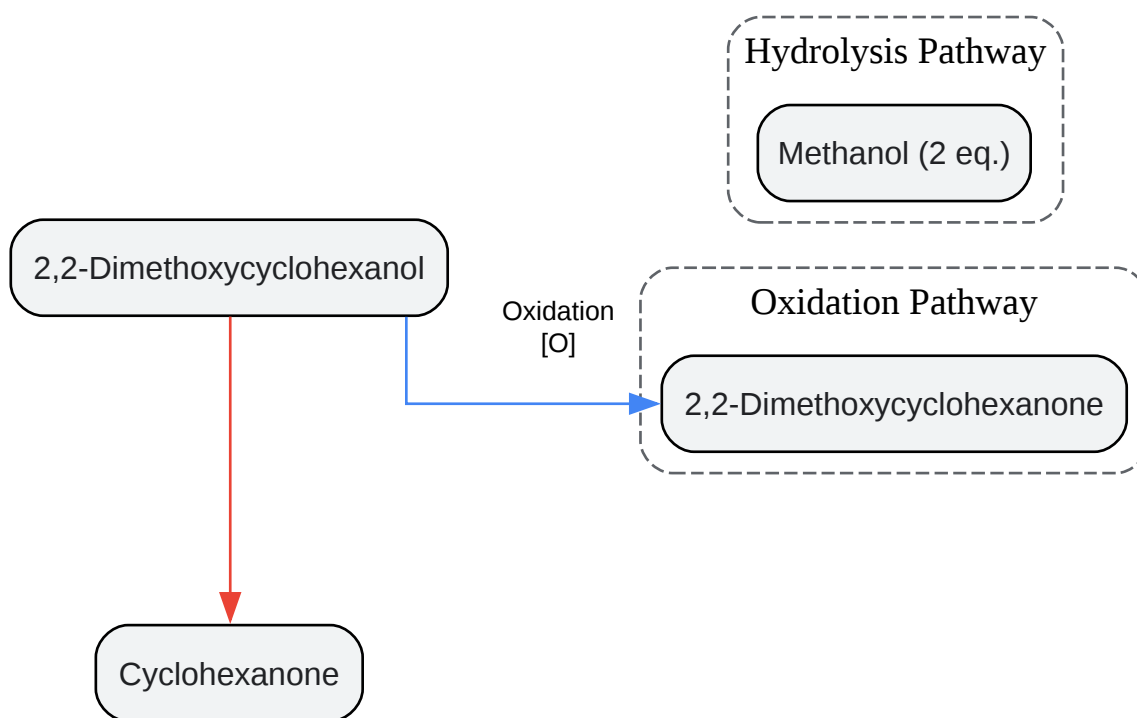 Hydrolysis Pathway
Methanol (2 eq.)
2,2-Dimethoxycyclohexanol
Oxidation
[O]
Oxidation Pathway
2,2-Dimethoxycyclohexanone
Cyclohexanone